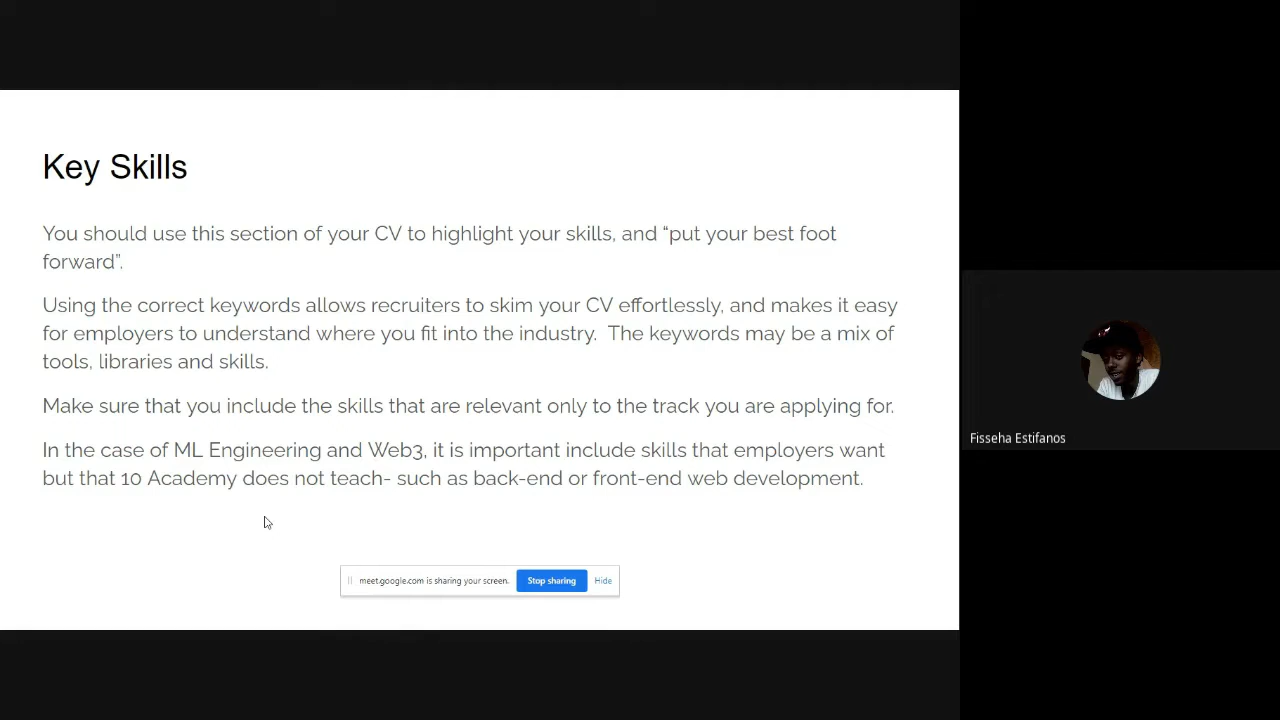 Key Skills
You should use this section of your CV to highlight your skills, and “put your best foot
forward”.
Using the correct keywords allows recruiters to skim your CV effortlessly, and makes it easy
for employers to understand where you fit into the industry.  The keywords may be a mix of
tools, libraries and skills.
Make sure that you include the skills that are relevant only to the track you are applying for.
In the case of ML Engineering and Web3, it is important include skills that employers want
but that 10 Academy does not teach- such as back-end or front-end web development.
meet.google.com is sharing your screen. Stop sharing Hide
Fisseha Estifanos